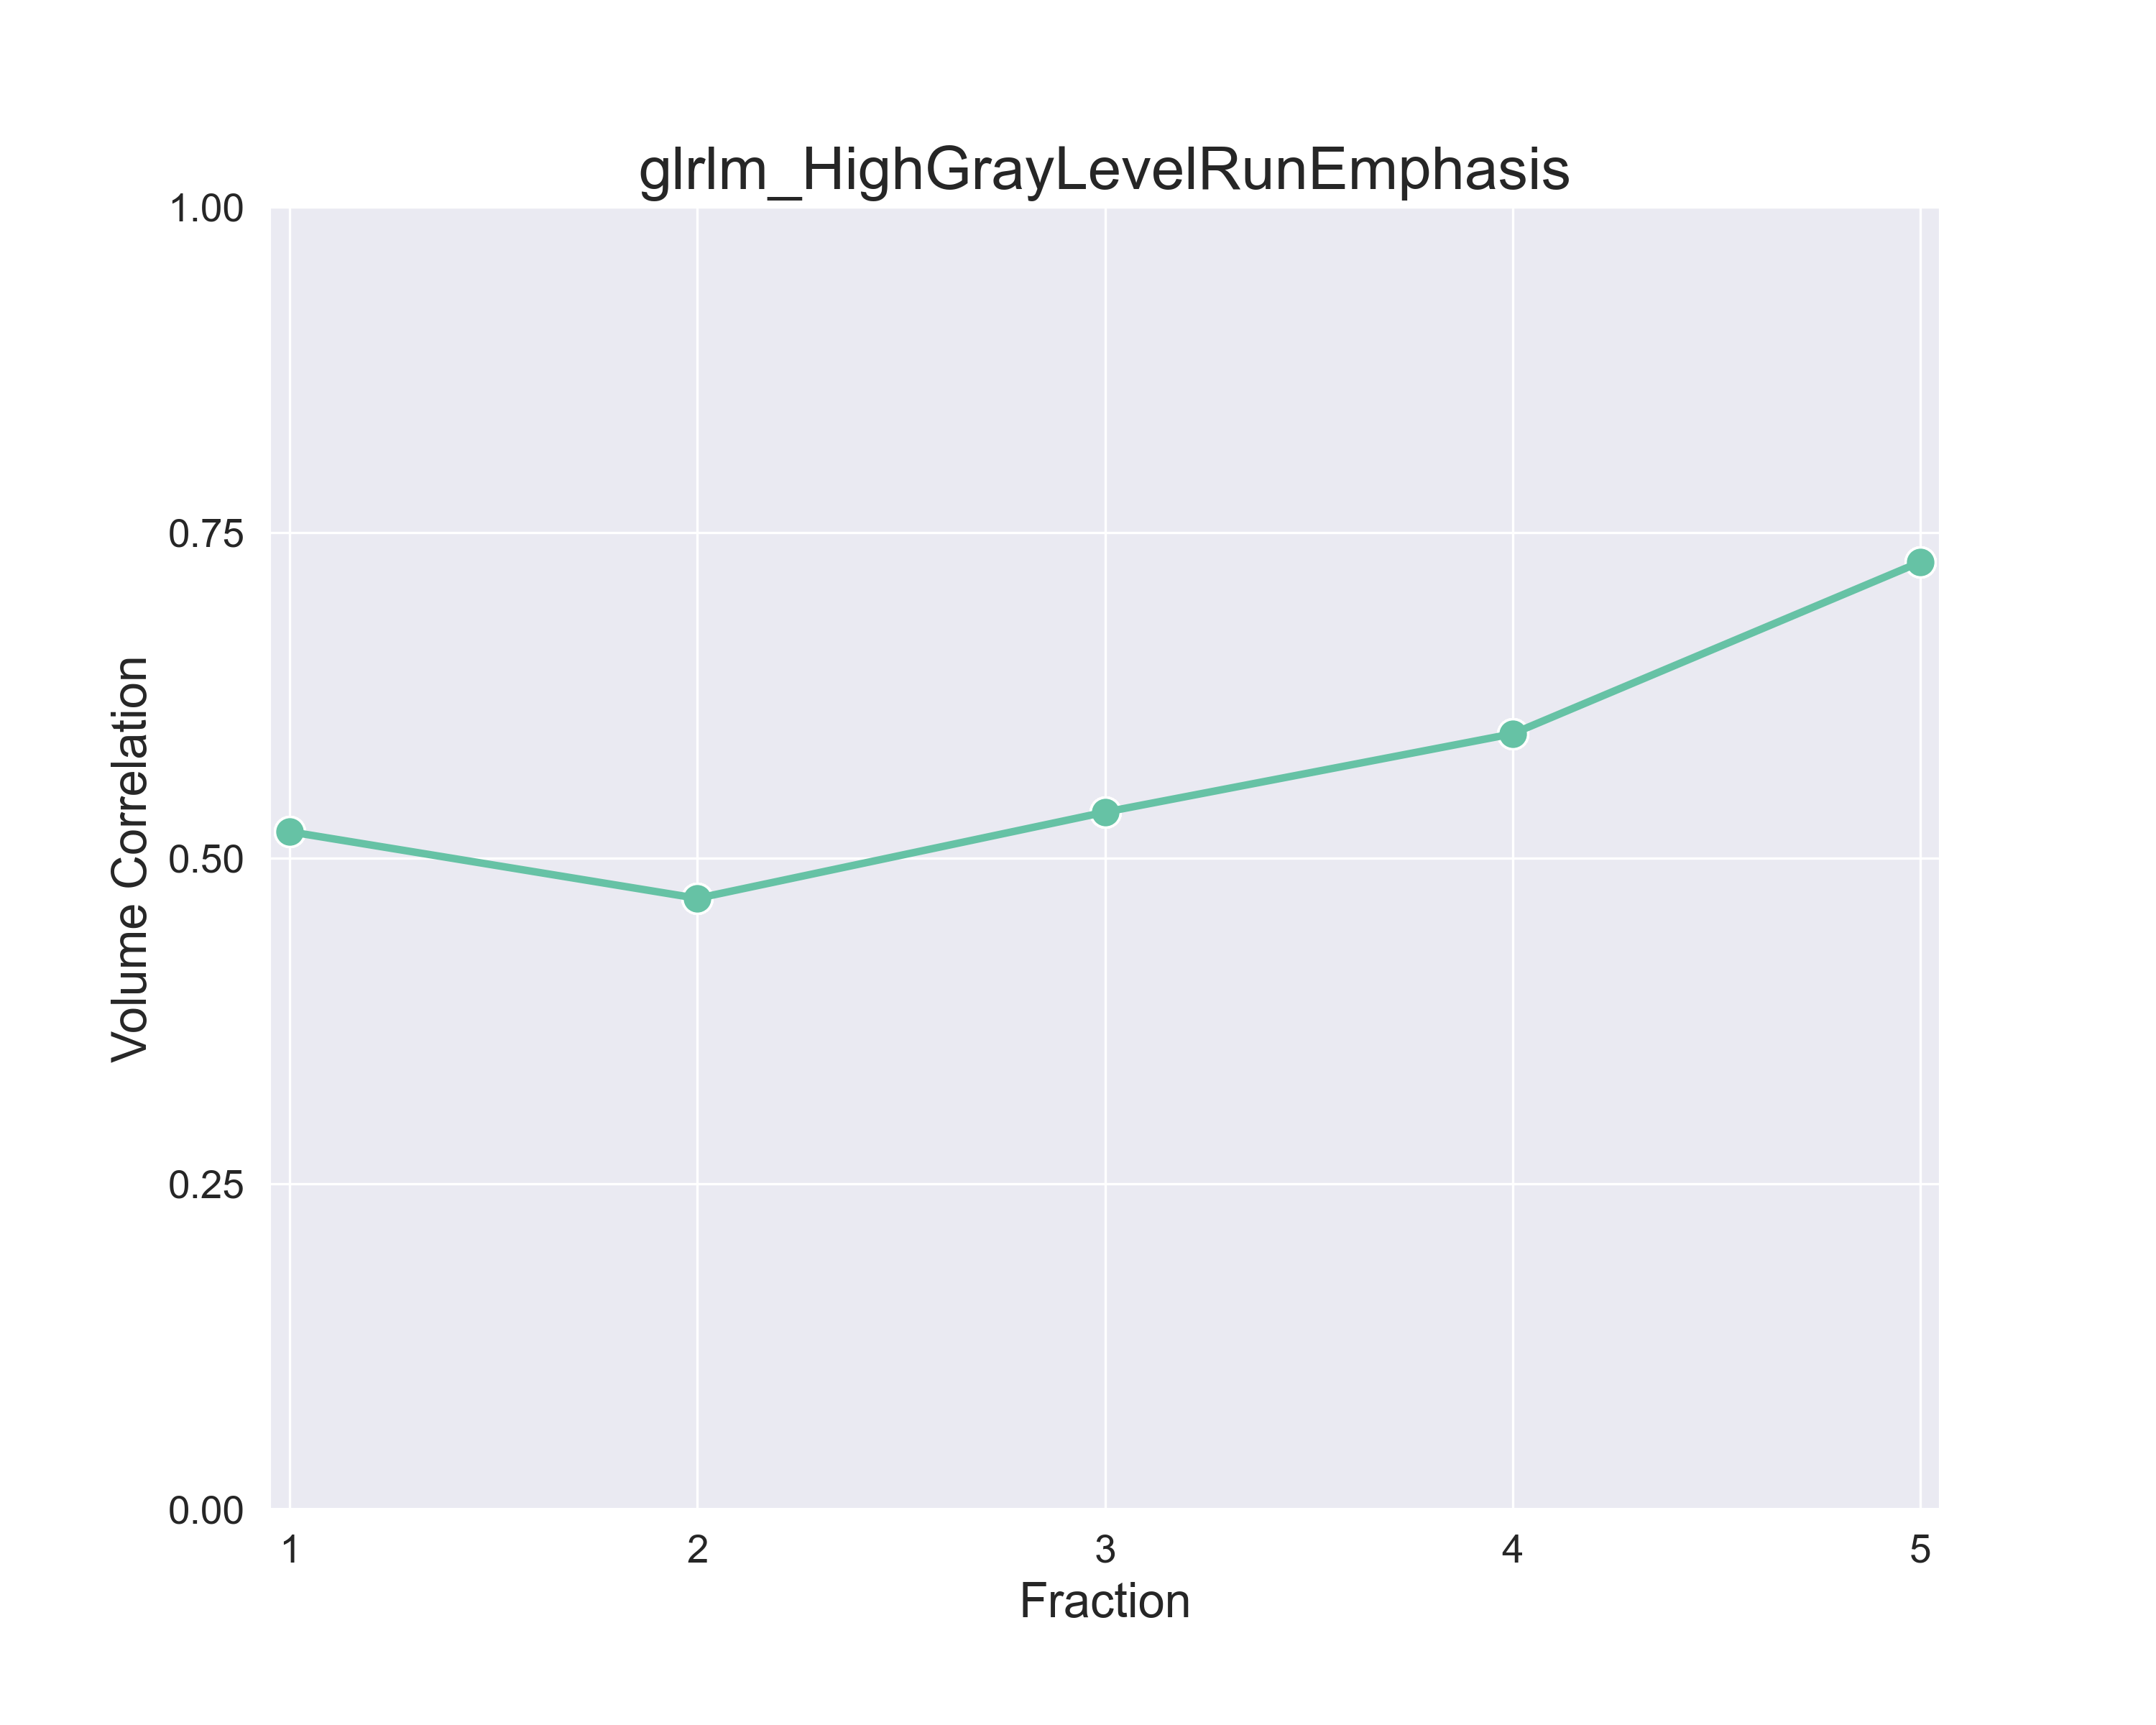 glrlm_HighGrayLevelRunEmphasis
1.00
0.75
0.50
0.25
0.00
Volume Correlation
1 2 3 4 5
Fraction